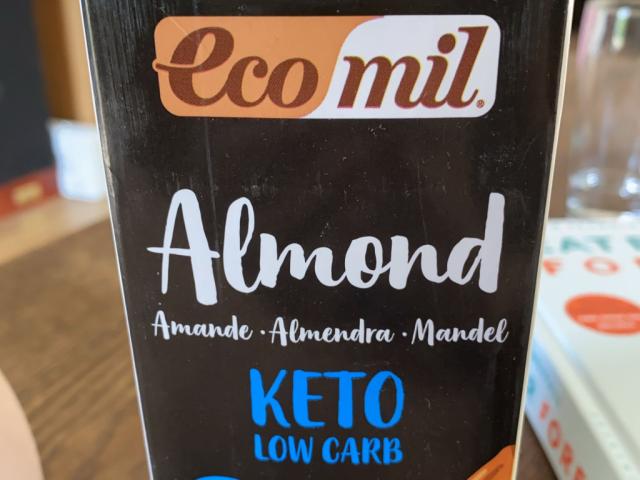 ecomil®
Almond
Amande · Almendra · Mandel
KETO
LOW CARB